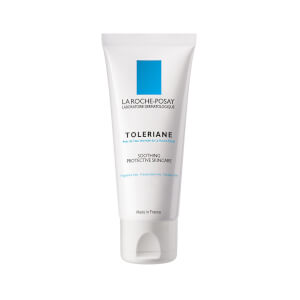 LA ROCHE-POSAY
LABORATOIRE DERMATOLOGIQUE
TOLERIANE
SOOTHING
PROTECTIVE SKINCARE
Made in France